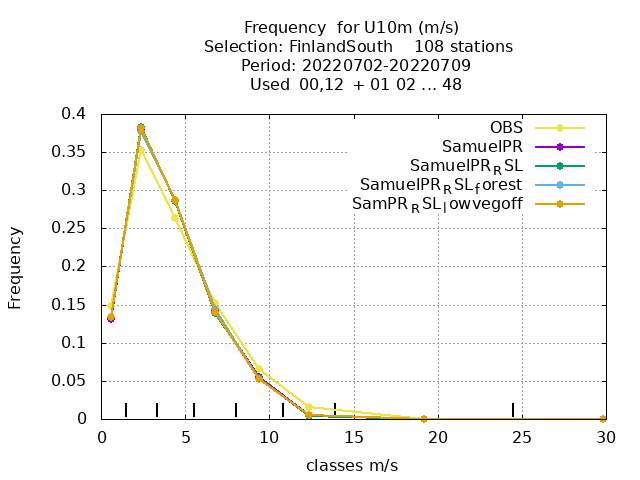 Frequency  for U10m (m/s)
Selection: FinlandSouth    108 stations
Period: 20220702-20220709
Used  00,12  + 01 02 ... 48
OBS
SamuelPR
SamuelPR_RSL
SamuelPR_RSL_forest
SamPR_RSL_lowvegoff
Frequency
0.4
0.35
0.3
0.25
0.2
0.15
0.1
0.05
0
0 5 10 15 20 25 30
classes m/s